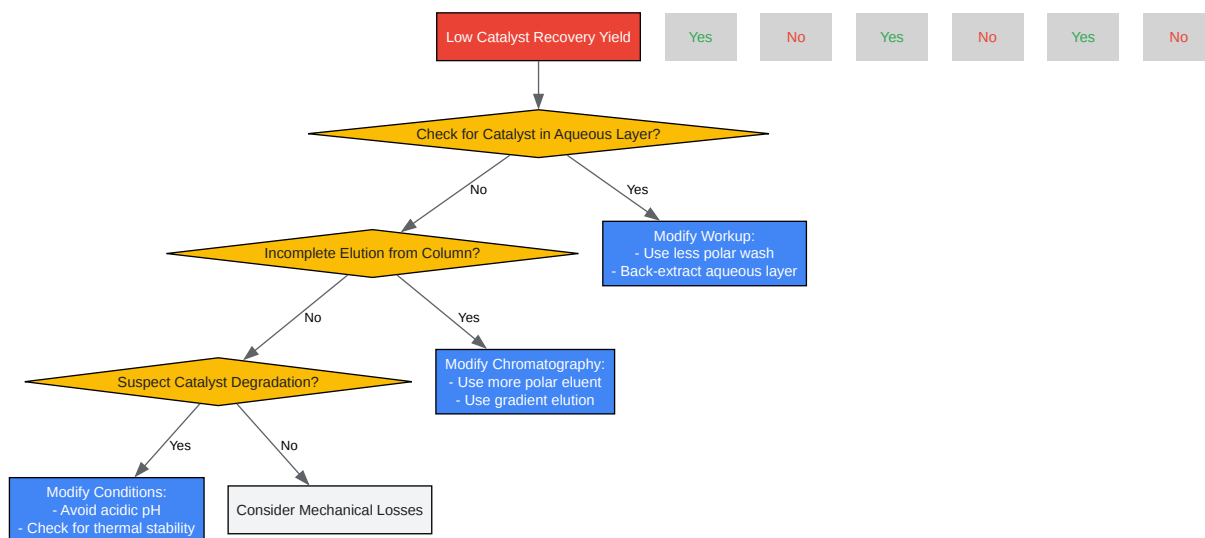 Low Catalyst Recovery Yield
Yes
No
Yes
No
Yes
No
Check for Catalyst in Aqueous Layer?
No
Yes
Incomplete Elution from Column?
Modify Workup:
- Use less polar wash
- Back-extract aqueous layer
No
Yes
Suspect Catalyst Degradation?
Modify Chromatography:
- Use more polar eluent
- Use gradient elution
Yes
No
Modify Conditions:
- Avoid acidic pH
- Check for thermal stability
Consider Mechanical Losses